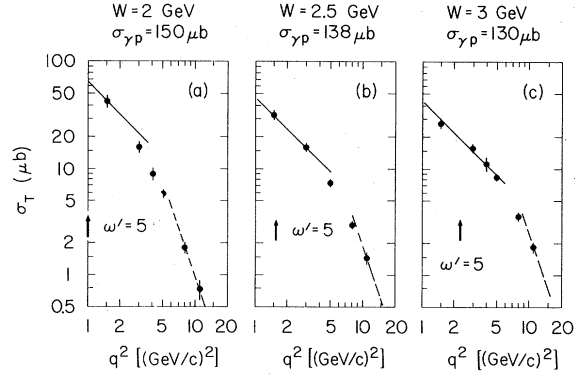 W = 2 GeV
σγp = 150 μb
W = 2.5 GeV
σγp = 138 μb
W = 3 GeV
σγp = 130 μb
100
50
20
10
5
2
1
0.5
σT (μb)
(a)
(b)
(c)
ω′ = 5
ω′ = 5
ω′ = 5
1 2 5 10 20
1 2 5 10 20
1 2 5 10 20
q² [(GeV/c)²]
q² [(GeV/c)²]
q² [(GeV/c)²]